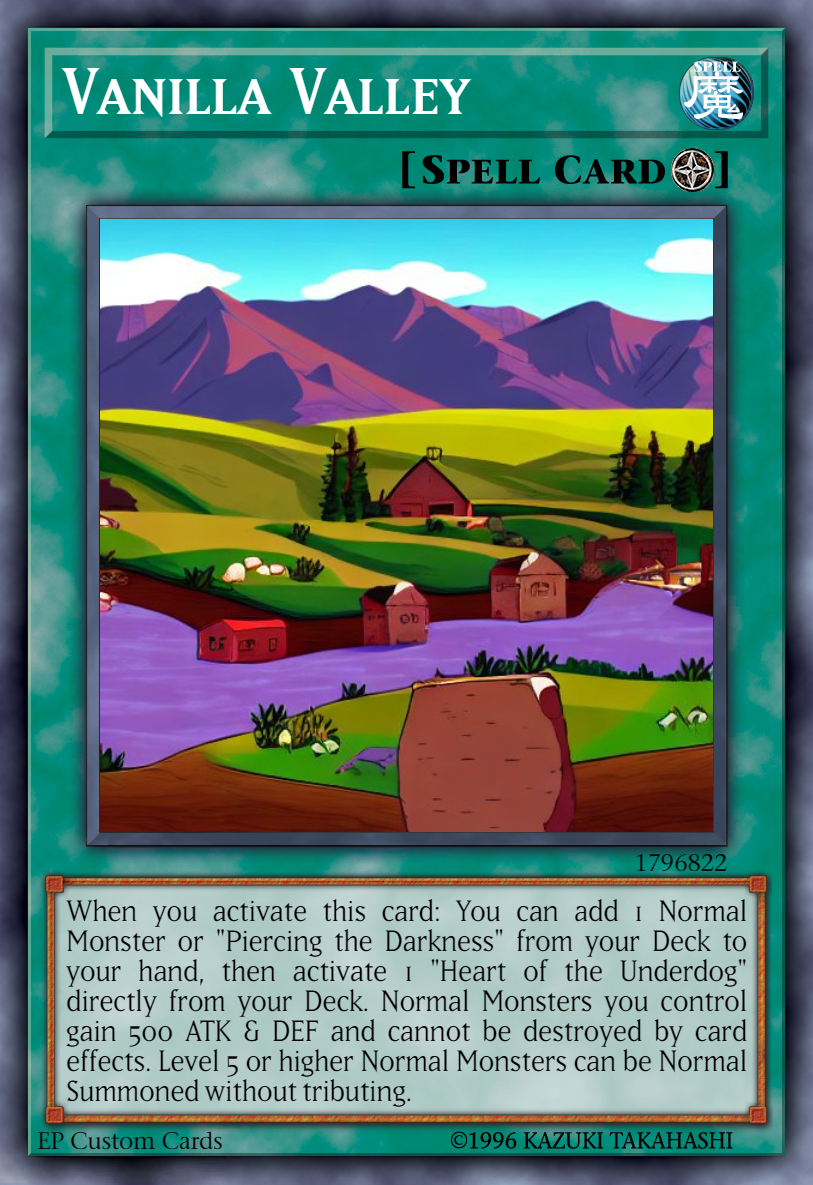 Vanilla Valley
SPELL
魔
[Spell Card]
1796822
When you activate this card: You can add 1 Normal
Monster or "Piercing the Darkness" from your Deck to
your hand, then activate 1 "Heart of the Underdog"
directly from your Deck. Normal Monsters you control
gain 500 ATK & DEF and cannot be destroyed by card
effects. Level 5 or higher Normal Monsters can be Normal
Summoned without tributing.
EP Custom Cards
©1996 KAZUKI TAKAHASHI